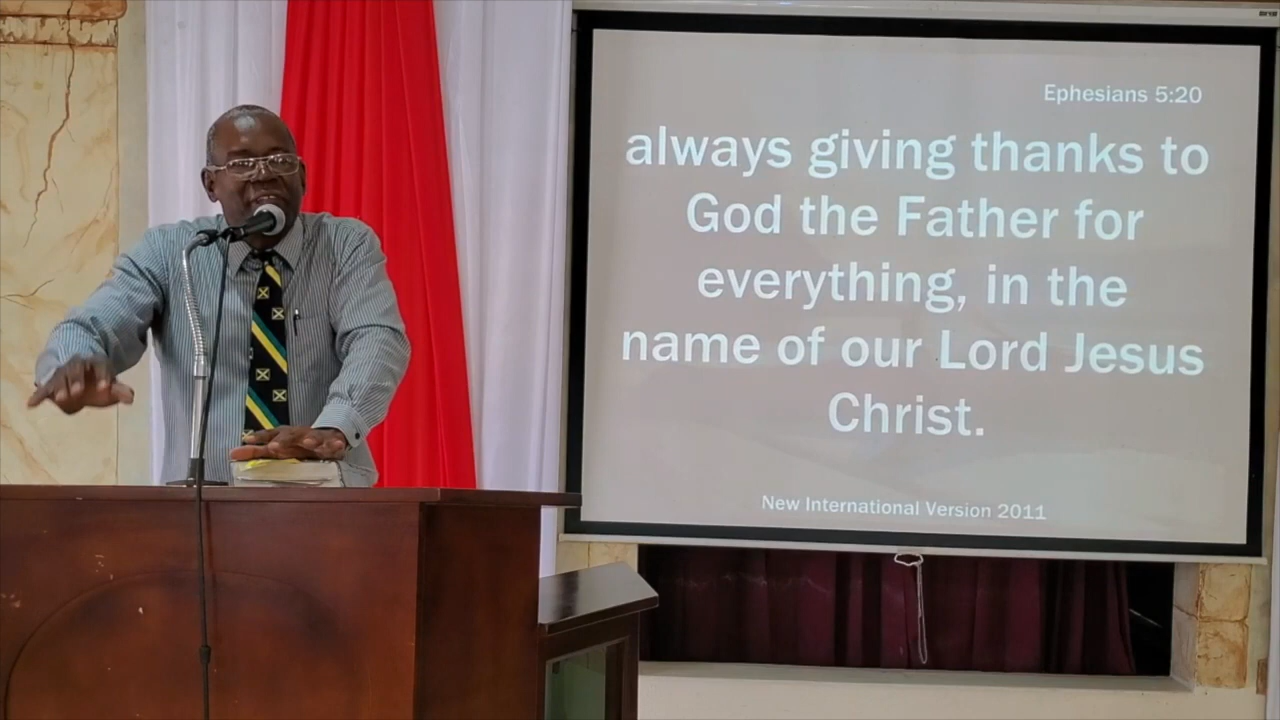 Ephesians 5:20
always giving thanks to
God the Father for
everything, in the
name of our Lord Jesus
Christ.
New International Version 2011